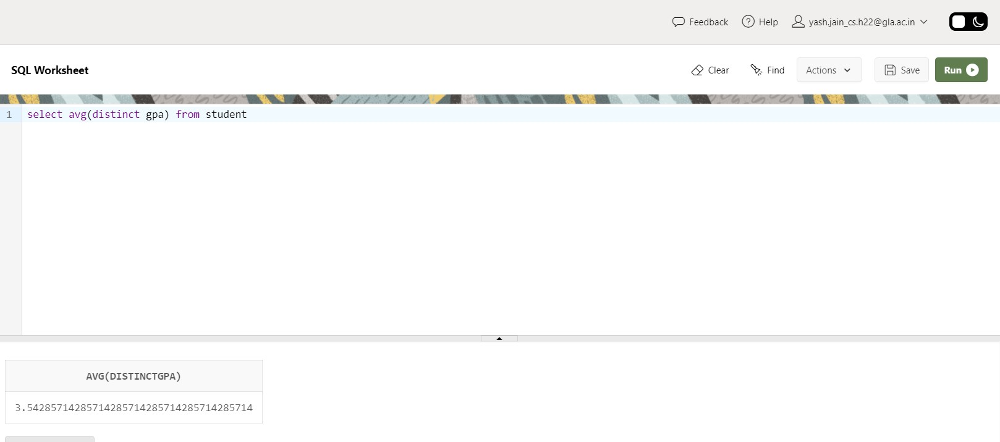 Feedback Help yash.jain_cs.h22@gla.ac.in
SQL Worksheet Clear Find Actions Save Run
1 select avg(distinct gpa) from student
AVG(DISTINCTGPA)
3.54285714285714285714285714285714285714